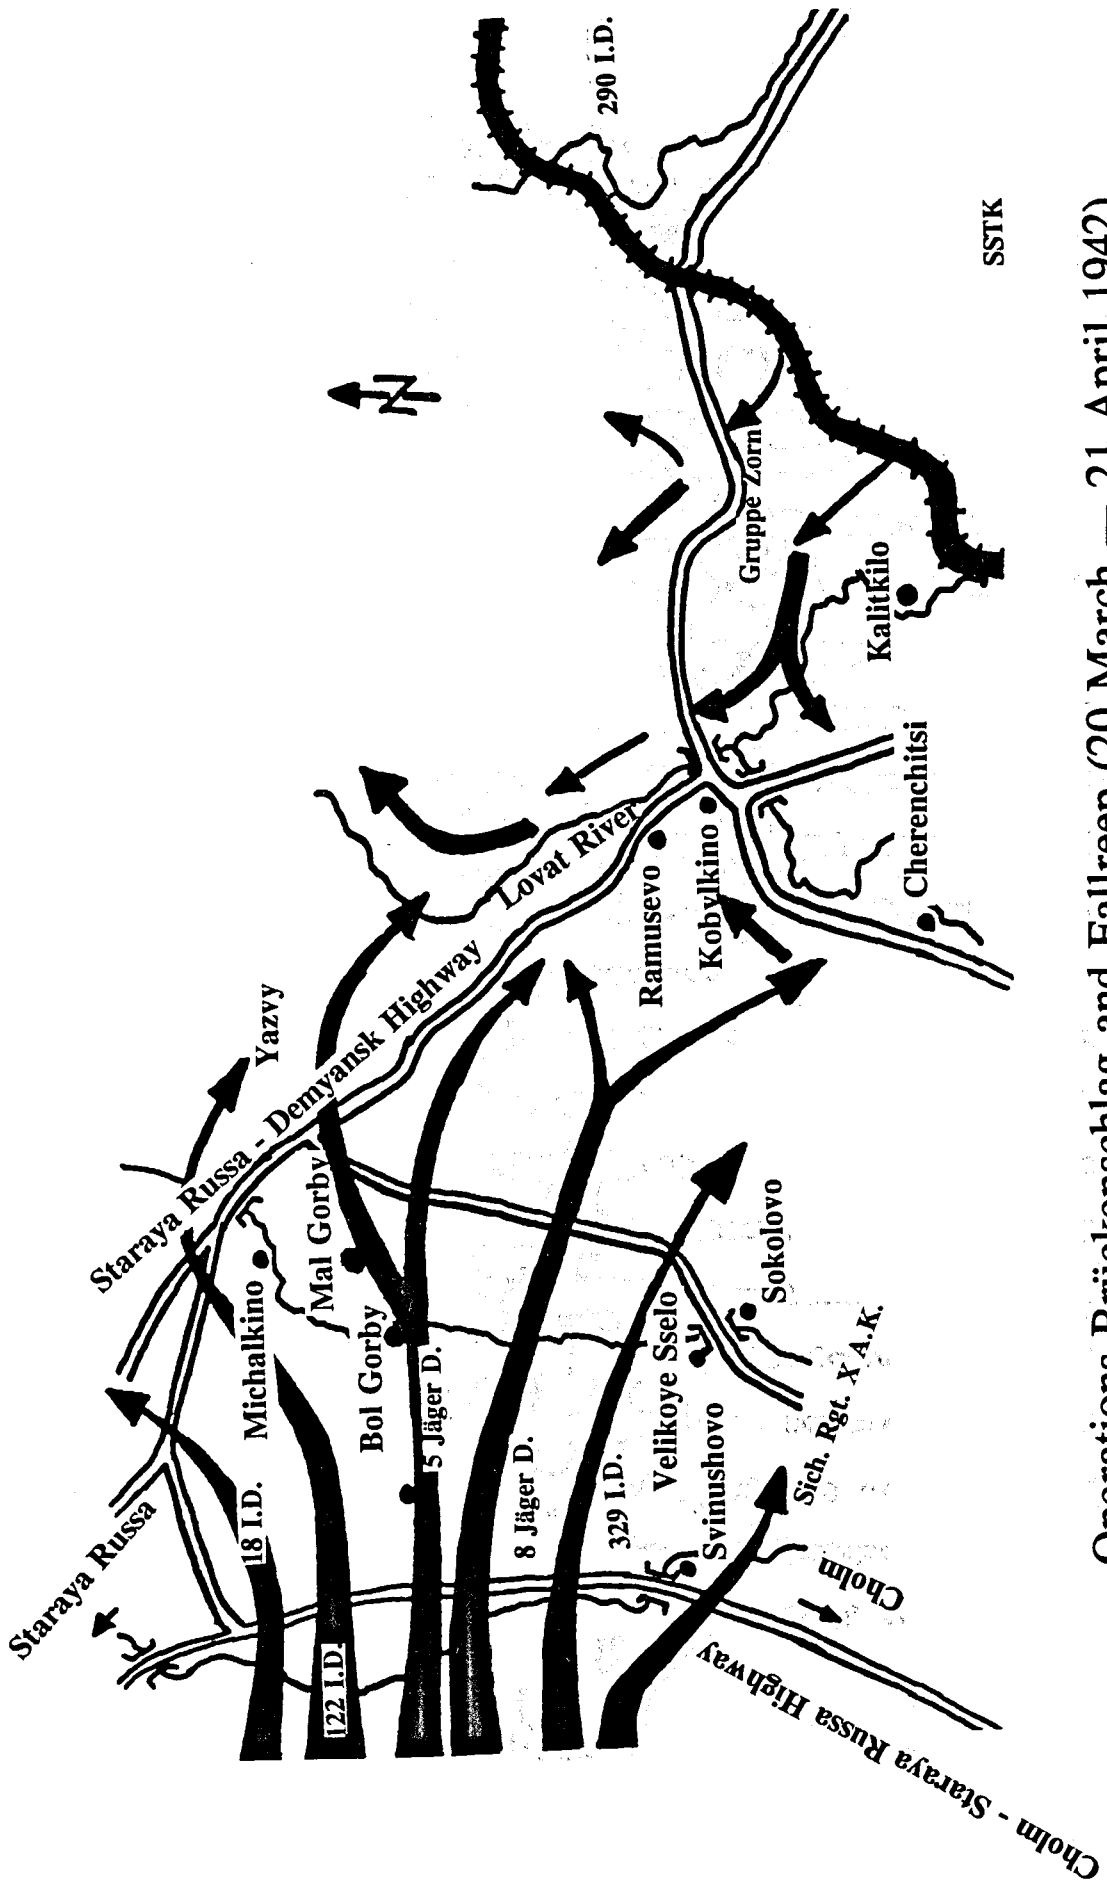 Staraya Russa
Staraya Russa - Demyansk Highway
Yazvy
18 I.D.
Michalkino
122 I.D.
Mal Gorby
Bol Gorby
5 Jäger D.
Lovat River
N
290 I.D.
8 Jäger D.
329 I.D.
Ramusevo
Kobylkino
Gruppe Zorn
Velikoye Sselo
Sokolovo
Svinushovo
Sich. Rgt. X A.K.
Kalitkilo
Cherenchitsi
SSTK
Cholm
Cholm - Staraya Russa Highway
Operations Brückenschlag and Fallreep (20 March — 21 April 1942)